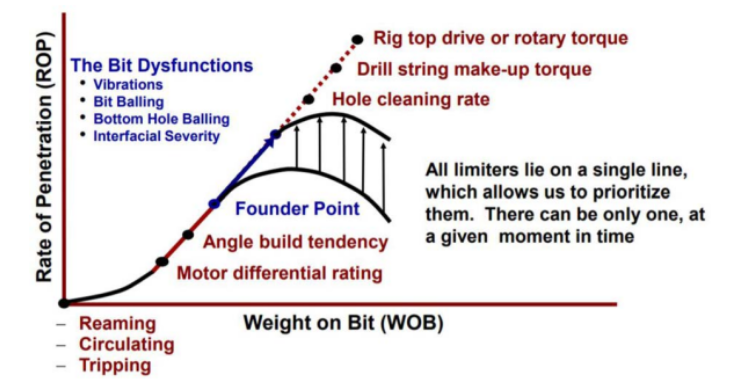 Rate of Penetration (ROP)
The Bit Dysfunctions
• Vibrations
• Bit Balling
• Bottom Hole Balling
• Interfacial Severity
Rig top drive or rotary torque
Drill string make-up torque
Hole cleaning rate
All limiters lie on a single line,
which allows us to prioritize
them. There can be only one, at
a given moment in time
Founder Point
Angle build tendency
Motor differential rating
Weight on Bit (WOB)
– Reaming
– Circulating
– Tripping